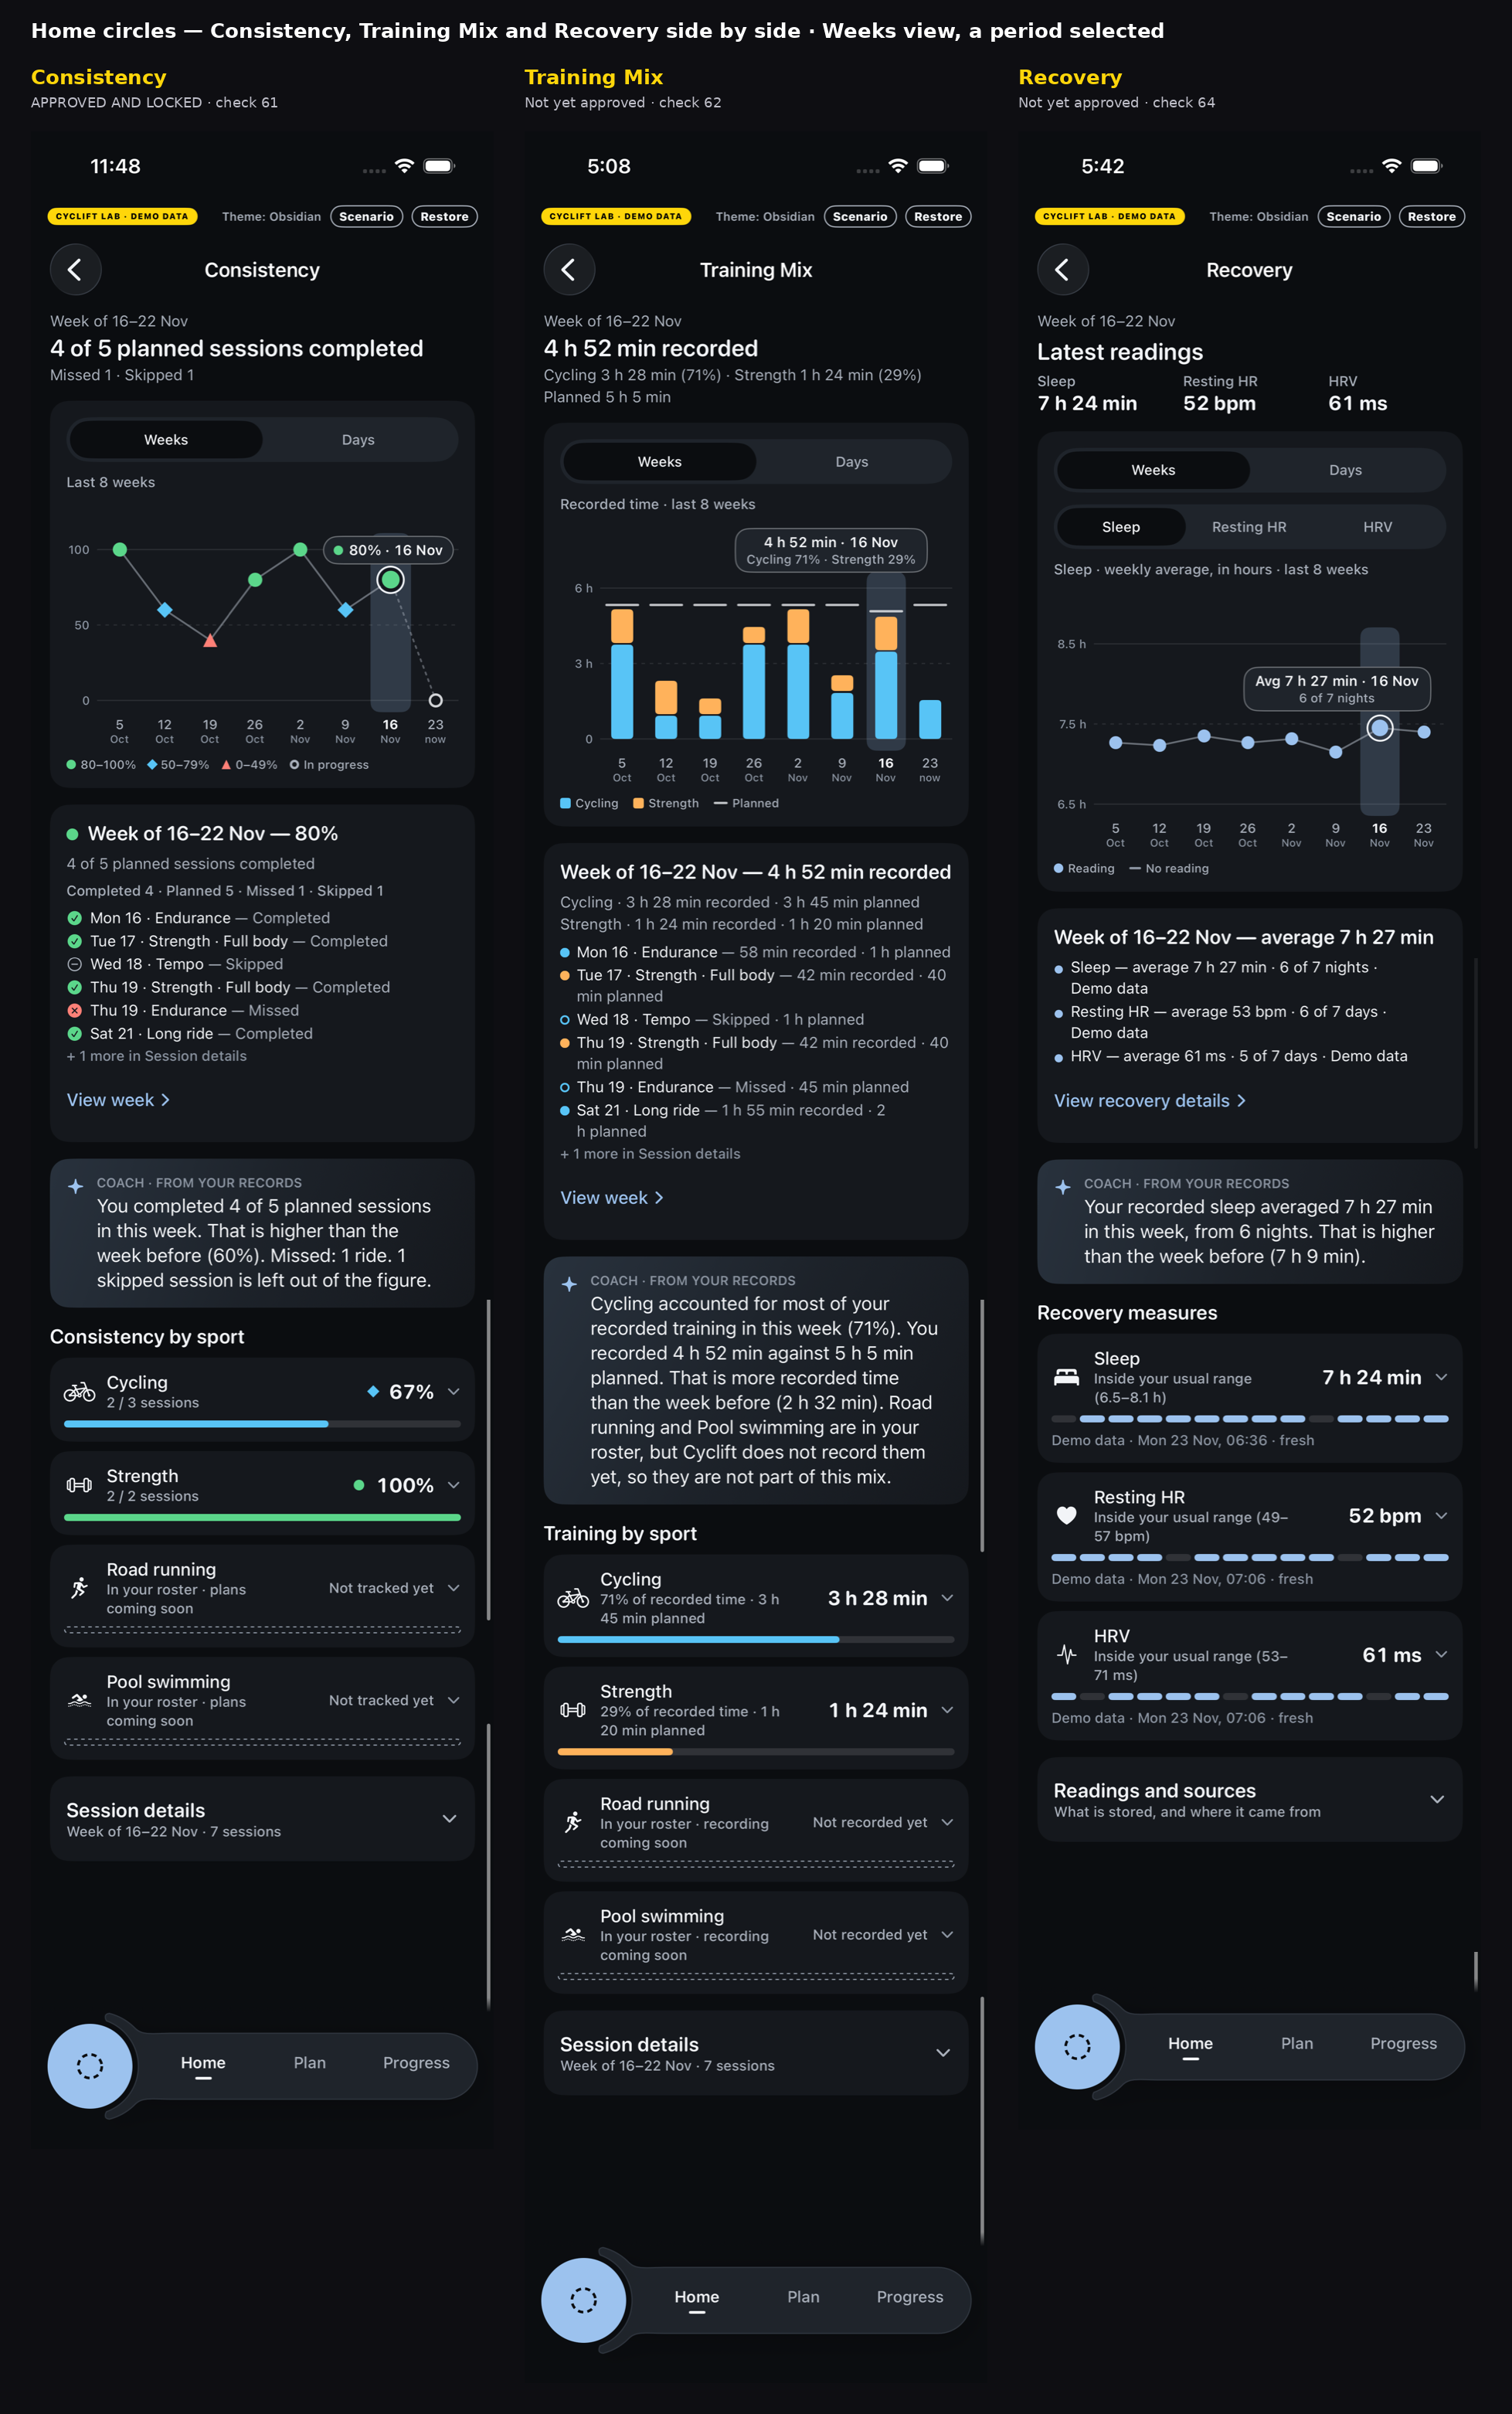 Home circles — Consistency, Training Mix and Recovery side by side · Weeks view, a period selected
Consistency
APPROVED AND LOCKED · check 61
11:48
CYCLIFT LAB · DEMO DATA
Theme: Obsidian
Scenario
Restore
Consistency
Week of 16–22 Nov
4 of 5 planned sessions completed
Missed 1 · Skipped 1
Weeks
Days
Last 8 weeks
80% · 16 Nov
100
50
0
5 Oct
12 Oct
19 Oct
26 Oct
2 Nov
9 Nov
16 Nov
23 now
80–100%
50–79%
0–49%
In progress
Week of 16–22 Nov — 80%
4 of 5 planned sessions completed
Completed 4 · Planned 5 · Missed 1 · Skipped 1
Mon 16 · Endurance — Completed
Tue 17 · Strength · Full body — Completed
Wed 18 · Tempo — Skipped
Thu 19 · Strength · Full body — Completed
Thu 19 · Endurance — Missed
Sat 21 · Long ride — Completed
+ 1 more in Session details
View week
COACH · FROM YOUR RECORDS
You completed 4 of 5 planned sessions
in this week. That is higher than the
week before (60%). Missed: 1 ride. 1
skipped session is left out of the figure.
Consistency by sport
Cycling
2 / 3 sessions
67%
Strength
2 / 2 sessions
100%
Road running
In your roster · plans
coming soon
Not tracked yet
Pool swimming
In your roster · plans
coming soon
Not tracked yet
Session details
Week of 16–22 Nov · 7 sessions
Home
Plan
Progress
Training Mix
Not yet approved · check 62
5:08
CYCLIFT LAB · DEMO DATA
Theme: Obsidian
Scenario
Restore
Training Mix
Week of 16–22 Nov
4 h 52 min recorded
Cycling 3 h 28 min (71%) · Strength 1 h 24 min (29%)
Planned 5 h 5 min
Weeks
Days
Recorded time · last 8 weeks
4 h 52 min · 16 Nov
Cycling 71% · Strength 29%
6 h
3 h
0
5 Oct
12 Oct
19 Oct
26 Oct
2 Nov
9 Nov
16 Nov
23 now
Cycling
Strength
Planned
Week of 16–22 Nov — 4 h 52 min recorded
Cycling · 3 h 28 min recorded · 3 h 45 min planned
Strength · 1 h 24 min recorded · 1 h 20 min planned
Mon 16 · Endurance — 58 min recorded · 1 h planned
Tue 17 · Strength · Full body — 42 min recorded · 40
min planned
Wed 18 · Tempo — Skipped · 1 h planned
Thu 19 · Strength · Full body — 42 min recorded · 40
min planned
Thu 19 · Endurance — Missed · 45 min planned
Sat 21 · Long ride — 1 h 55 min recorded · 2
h planned
+ 1 more in Session details
View week
COACH · FROM YOUR RECORDS
Cycling accounted for most of your
recorded training in this week (71%). You
recorded 4 h 52 min against 5 h 5 min
planned. That is more recorded time
than the week before (2 h 32 min). Road
running and Pool swimming are in your
roster, but Cyclift does not record them
yet, so they are not part of this mix.
Training by sport
Cycling
71% of recorded time · 3 h
45 min planned
3 h 28 min
Strength
29% of recorded time · 1 h
20 min planned
1 h 24 min
Road running
In your roster · recording
coming soon
Not recorded yet
Pool swimming
In your roster · recording
coming soon
Not recorded yet
Session details
Week of 16–22 Nov · 7 sessions
Home
Plan
Progress
Recovery
Not yet approved · check 64
5:42
CYCLIFT LAB · DEMO DATA
Theme: Obsidian
Scenario
Restore
Recovery
Week of 16–22 Nov
Latest readings
Sleep
7 h 24 min
Resting HR
52 bpm
HRV
61 ms
Weeks
Days
Sleep
Resting HR
HRV
Sleep · weekly average, in hours · last 8 weeks
8.5 h
Avg 7 h 27 min · 16 Nov
6 of 7 nights
7.5 h
6.5 h
5 Oct
12 Oct
19 Oct
26 Oct
2 Nov
9 Nov
16 Nov
23 Nov
Reading
No reading
Week of 16–22 Nov — average 7 h 27 min
Sleep — average 7 h 27 min · 6 of 7 nights ·
Demo data
Resting HR — average 53 bpm · 6 of 7 days ·
Demo data
HRV — average 61 ms · 5 of 7 days · Demo data
View recovery details
COACH · FROM YOUR RECORDS
Your recorded sleep averaged 7 h 27 min
in this week, from 6 nights. That is higher
than the week before (7 h 9 min).
Recovery measures
Sleep
Inside your usual range
(6.5–8.1 h)
7 h 24 min
Demo data · Mon 23 Nov, 06:36 · fresh
Resting HR
Inside your usual range (49–
57 bpm)
52 bpm
Demo data · Mon 23 Nov, 07:06 · fresh
HRV
Inside your usual range (53–
71 ms)
61 ms
Demo data · Mon 23 Nov, 07:06 · fresh
Readings and sources
What is stored, and where it came from
Home
Plan
Progress